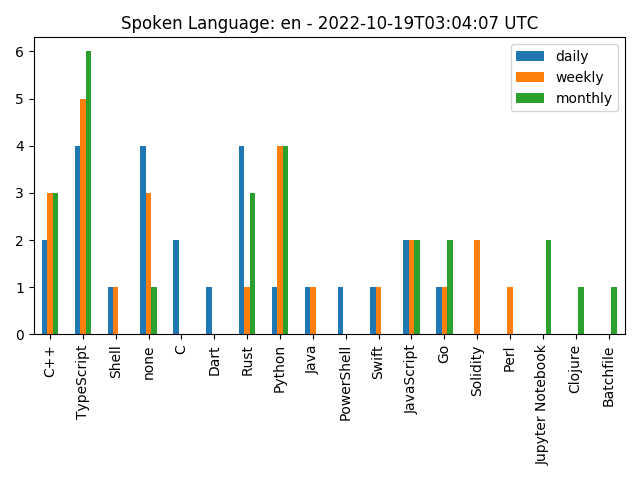 Spoken Language: en - 2022-10-19T03:04:07 UTC
daily
weekly
monthly
6
5
4
3
2
1
0
C++
TypeScript
Shell
none
C
Dart
Rust
Python
Java
PowerShell
Swift
JavaScript
Go
Solidity
Perl
Jupyter Notebook
Clojure
Batchfile